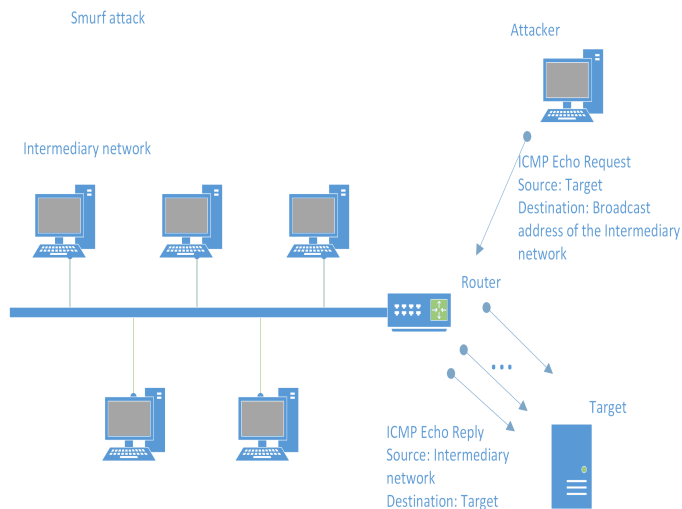 Smurf attack
Attacker
Intermediary network
ICMP Echo Request
Source: Target
Destination: Broadcast
address of the Intermediary
network
Router
...
Target
ICMP Echo Reply
Source: Intermediary
network
Destination: Target